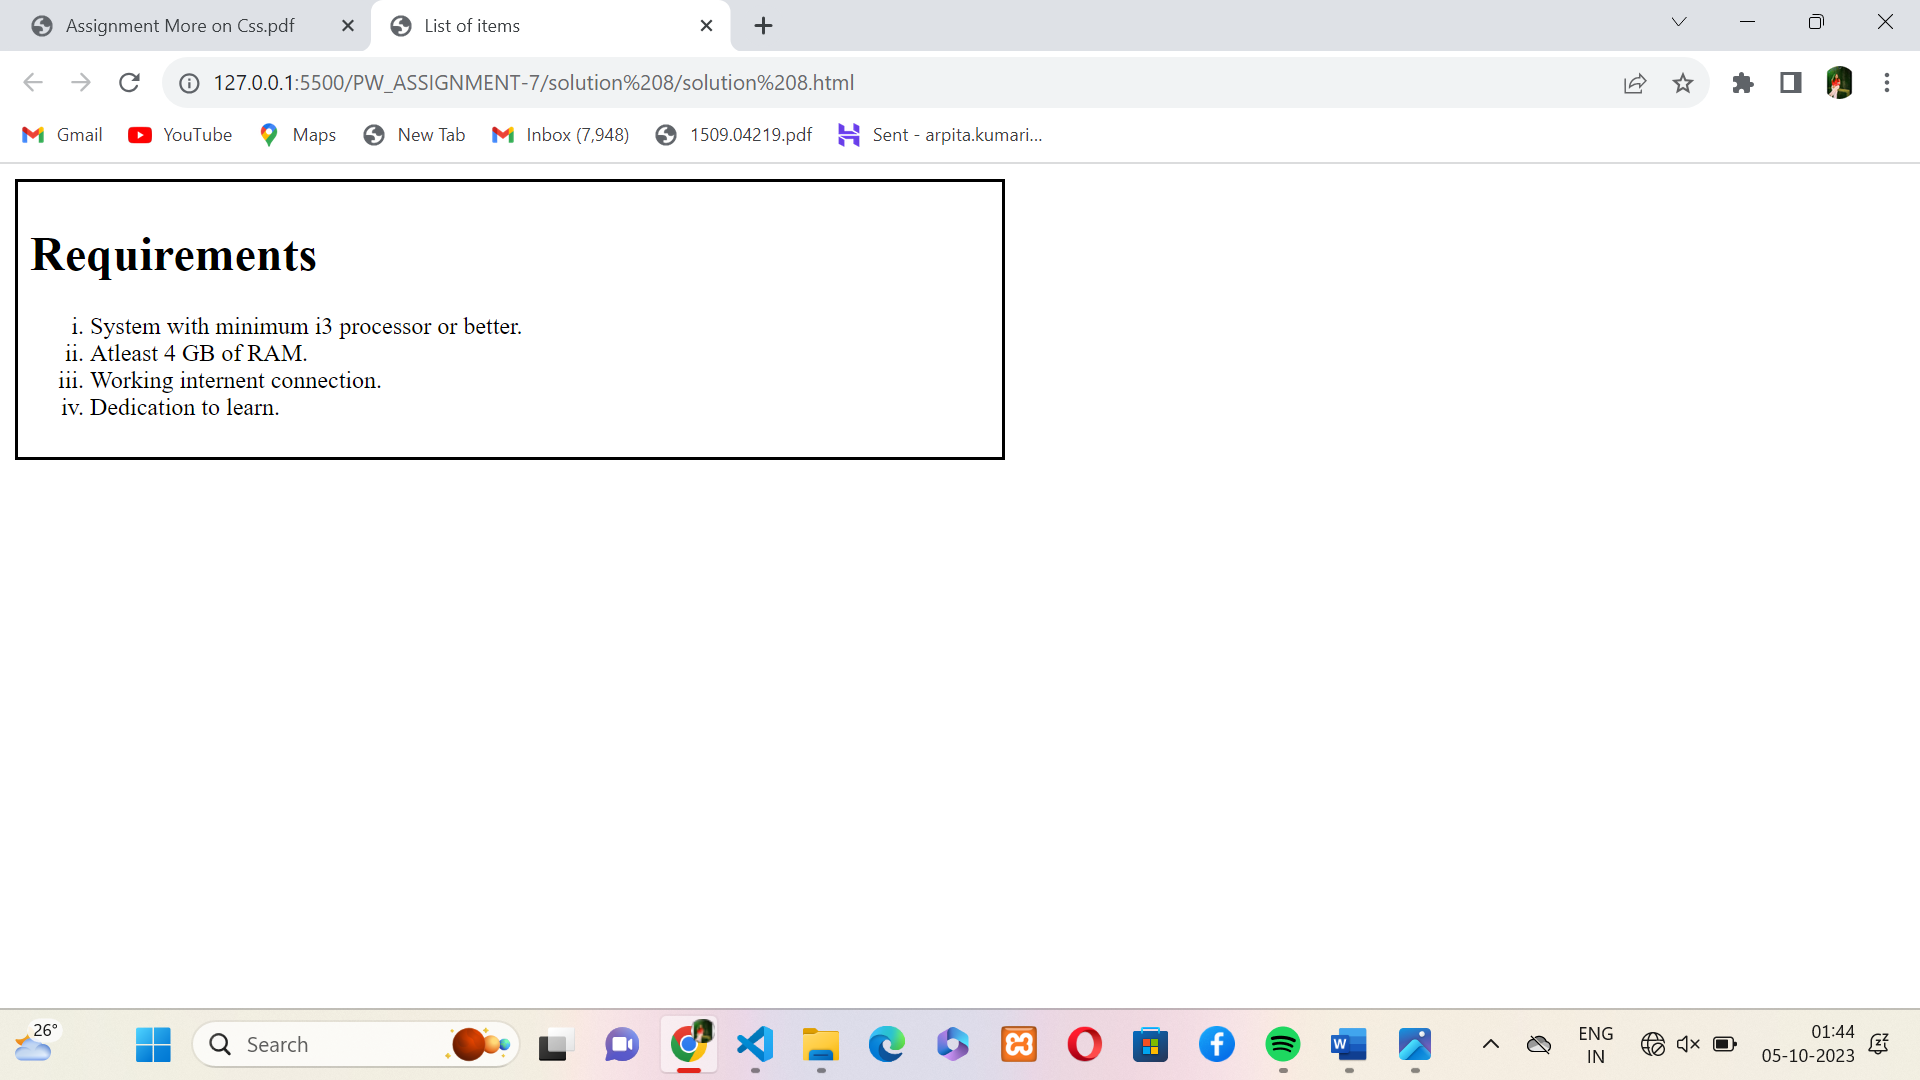 Assignment More on Css.pdf
List of items
127.0.0.1:5500/PW_ASSIGNMENT-7/solution%208/solution%208.html
Gmail
YouTube
Maps
New Tab
Inbox (7,948)
1509.04219.pdf
Sent - arpita.kumari...
Requirements
i. System with minimum i3 processor or better.
ii. Atleast 4 GB of RAM.
iii. Working internent connection.
iv. Dedication to learn.
26°
Search
ENG
IN
01:44
05-10-2023